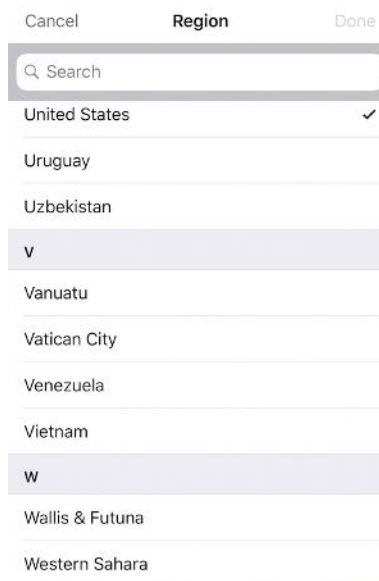 Cancel Region Done
Search
United States
Uruguay
Uzbekistan
V
Vanuatu
Vatican City
Venezuela
Vietnam
W
Wallis & Futuna
Western Sahara